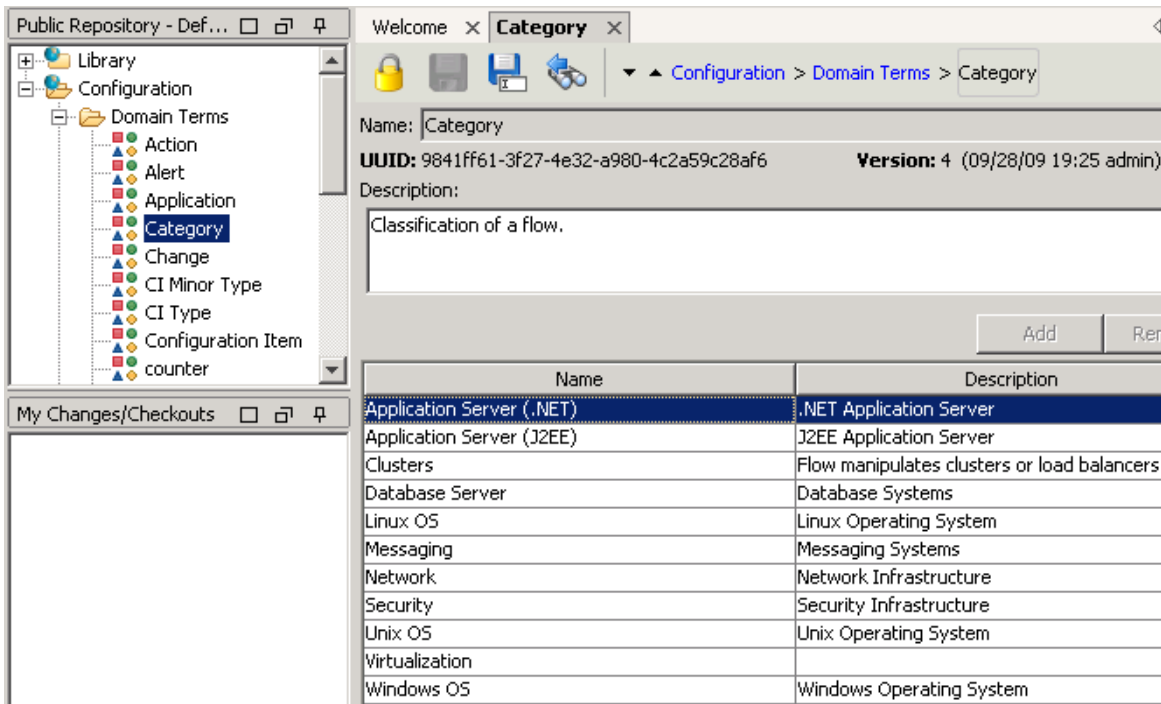 Public Repository - Def...
Library
Configuration
Domain Terms
Action
Alert
Application
Category
Change
CI Minor Type
CI Type
Configuration Item
counter
My Changes/Checkouts
Welcome Category
Configuration > Domain Terms > Category
Name: Category
UUID: 9841ff61-3f27-4e32-a980-4c2a59c28af6 Version: 4 (09/28/09 19:25 admin)
Description:
Classification of a flow.
Add Rer
Name Description
Application Server (.NET) .NET Application Server
Application Server (J2EE) J2EE Application Server
Clusters Flow manipulates clusters or load balancers
Database Server Database Systems
Linux OS Linux Operating System
Messaging Messaging Systems
Network Network Infrastructure
Security Security Infrastructure
Unix OS Unix Operating System
Virtualization
Windows OS Windows Operating System